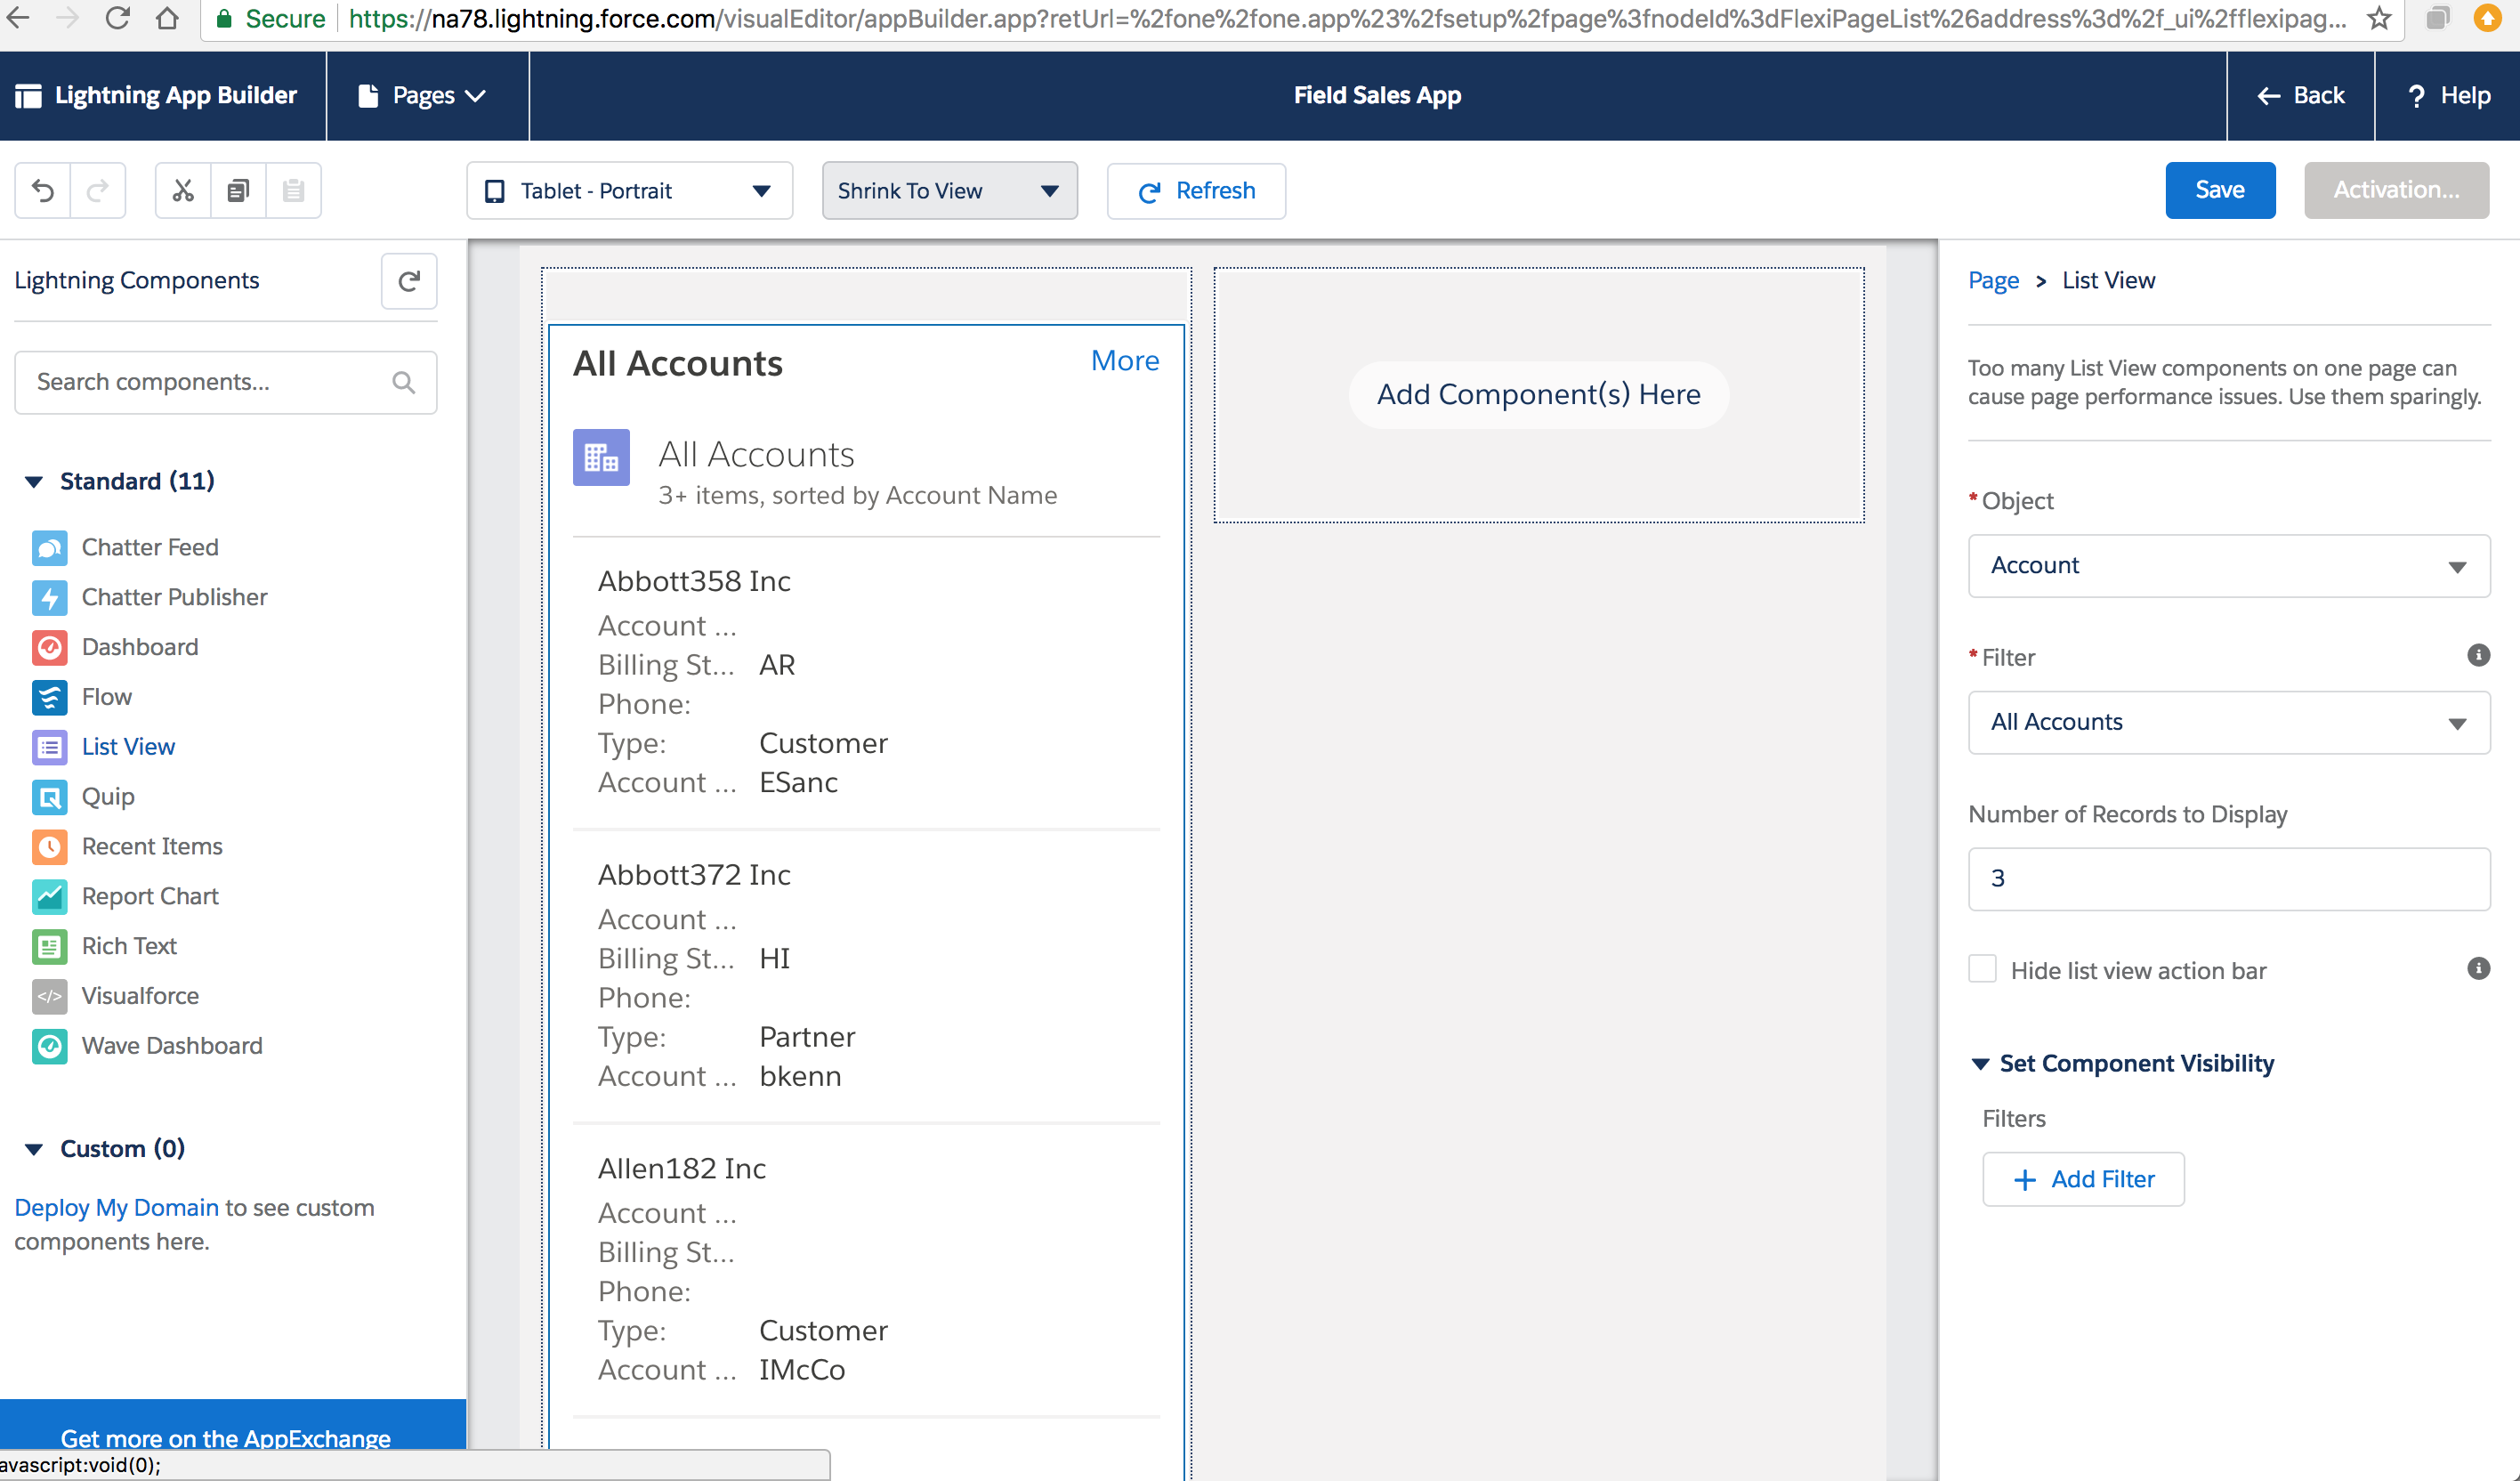 Secure https://na78.lightning.force.com/visualEditor/appBuilder.app?retUrl=%2fone%2fone.app%23%2fsetup%2fpage%3fnodeId%3dFlexiPageList%26address%3d%2f_ui%2fflexipag...
Lightning App Builder
Pages
Field Sales App
Back
? Help
Tablet - Portrait
Shrink To View
Refresh
Save
Activation...
Lightning Components
Search components...
Standard (11)
Chatter Feed
Chatter Publisher
Dashboard
Flow
List View
Quip
Recent Items
Report Chart
Rich Text
</> Visualforce
Wave Dashboard
Custom (0)
Deploy My Domain to see custom
components here.
Get more on the AppExchange
avascript:void(0);
All Accounts
More
All Accounts
3+ items, sorted by Account Name
Abbott358 Inc
Account ...
Billing St... AR
Phone:
Type: Customer
Account ... ESanc
Abbott372 Inc
Account ...
Billing St... HI
Phone:
Type: Partner
Account ... bkenn
Allen182 Inc
Account ...
Billing St...
Phone:
Type: Customer
Account ... IMcCo
Add Component(s) Here
Page > List View
Too many List View components on one page can
cause page performance issues. Use them sparingly.
*Object
Account
*Filter
All Accounts
Number of Records to Display
3
Hide list view action bar
Set Component Visibility
Filters
+ Add Filter